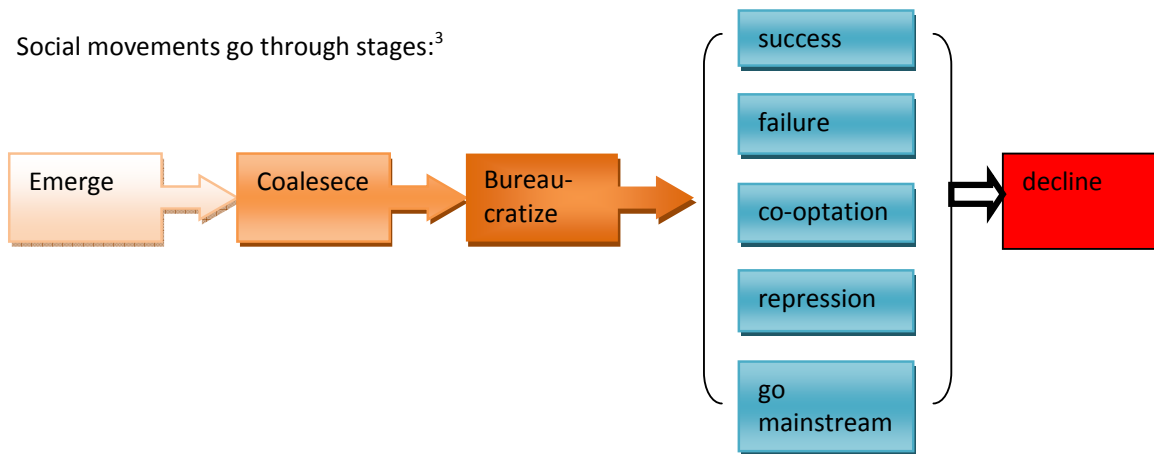 Social movements go through stages:³
Emerge
Coalesece
Bureau-
cratize
success
failure
co-optation
repression
go
mainstream
decline